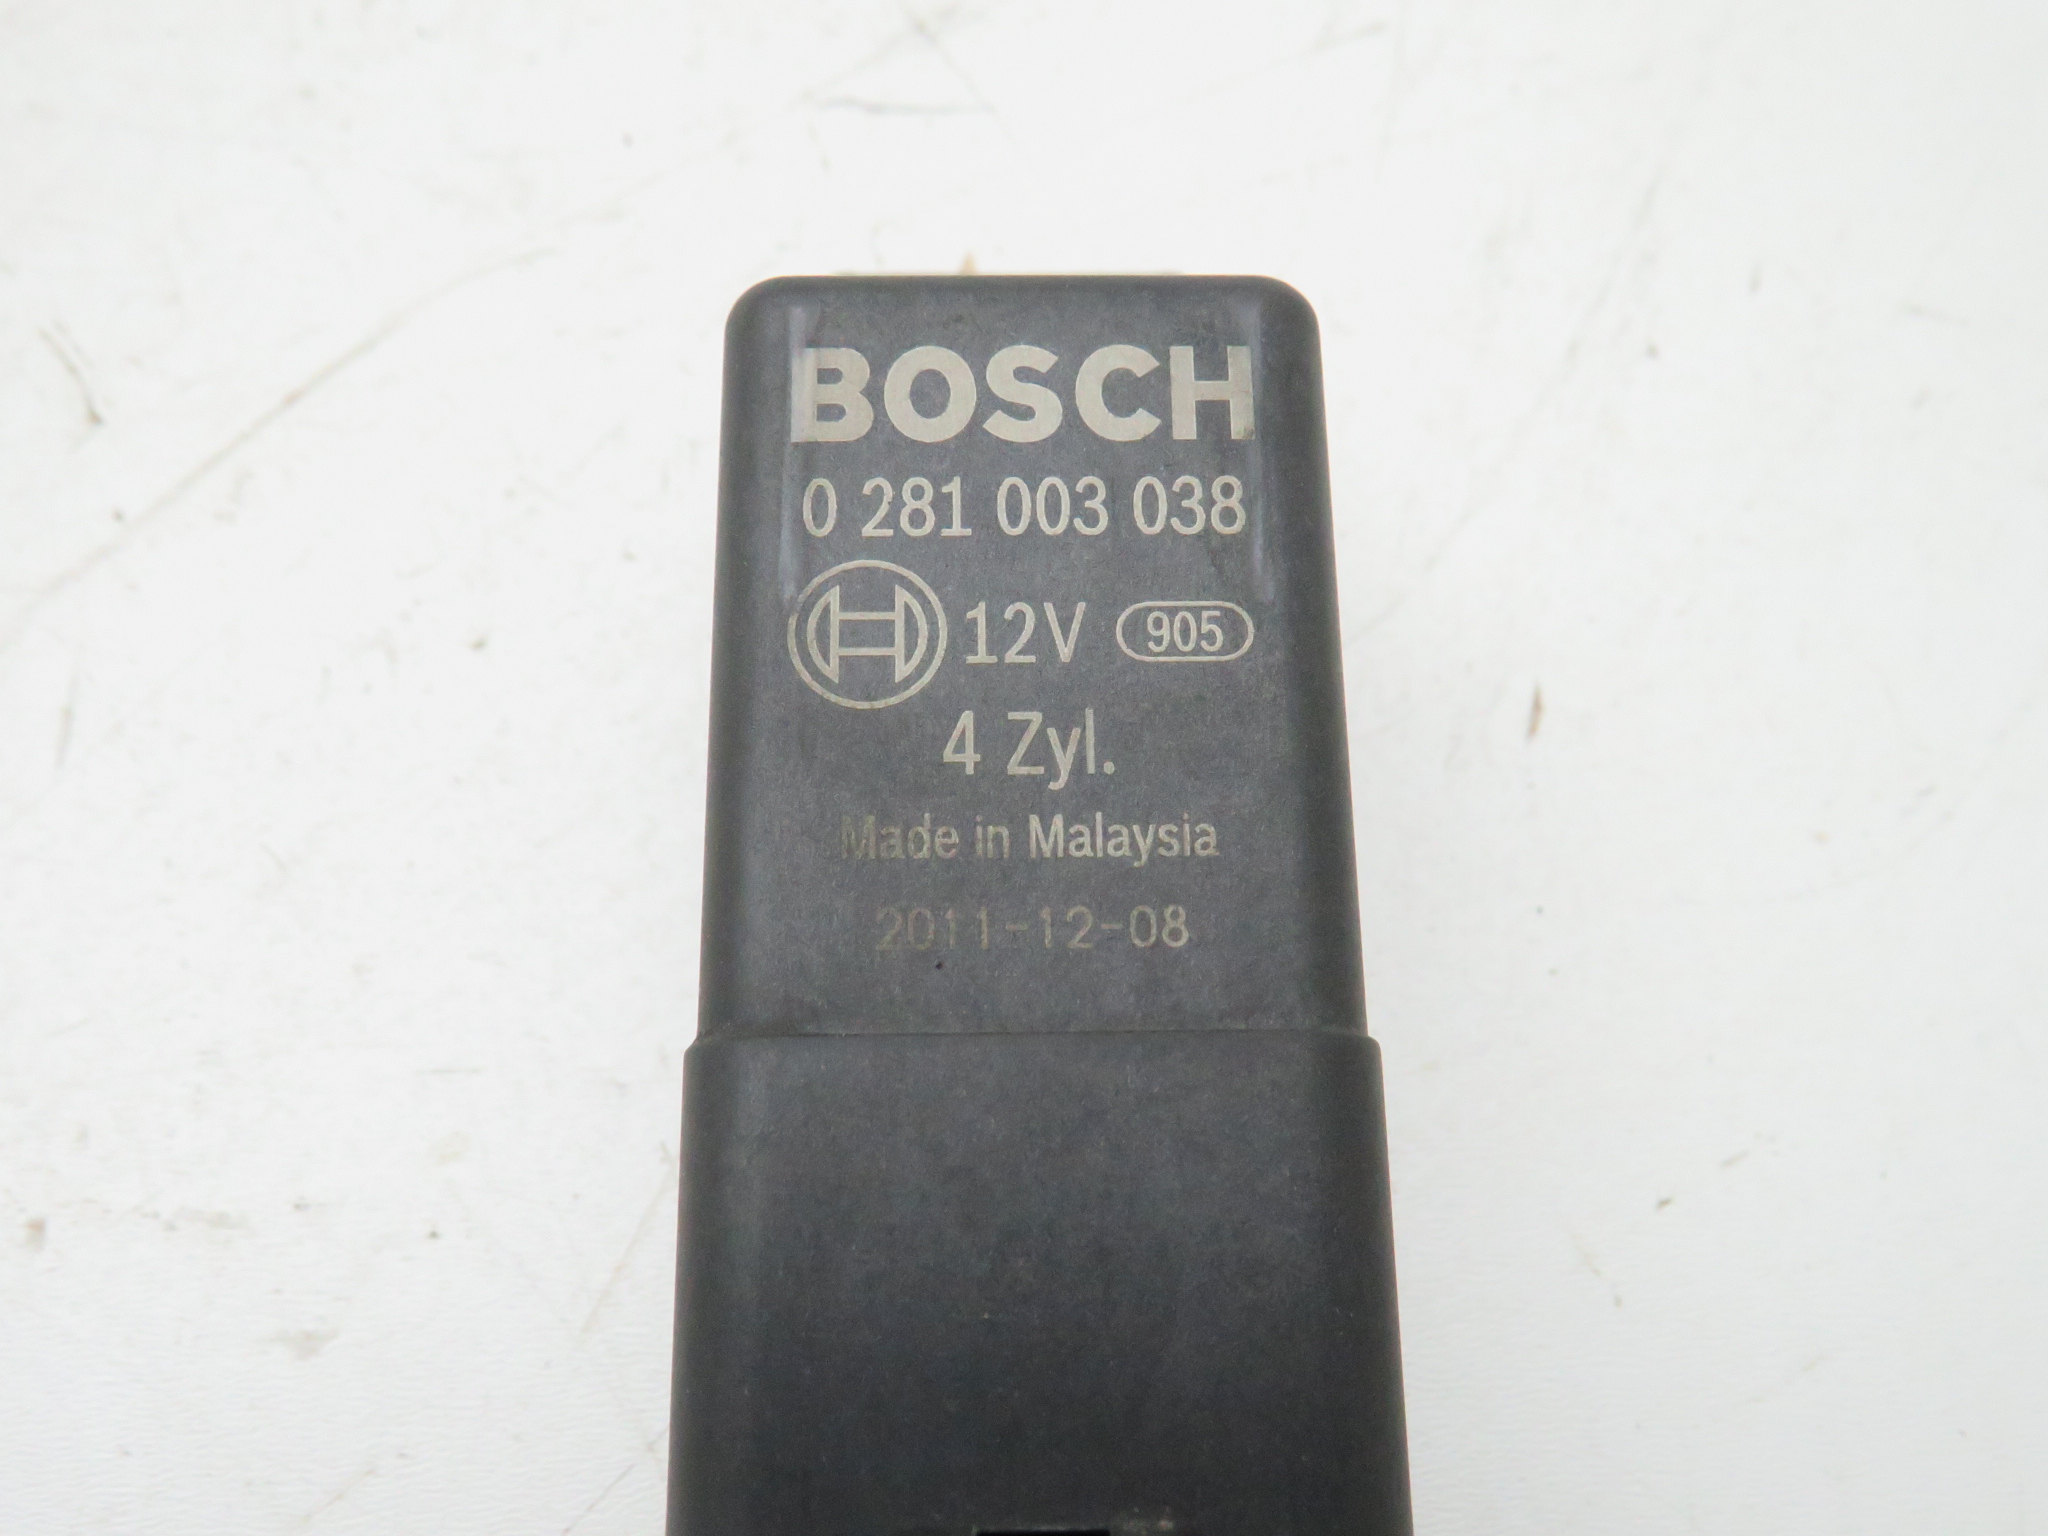 BOSCH
0 281 003 038
12V 905
4 Zyl.
Made in Malaysia
2011-12-08